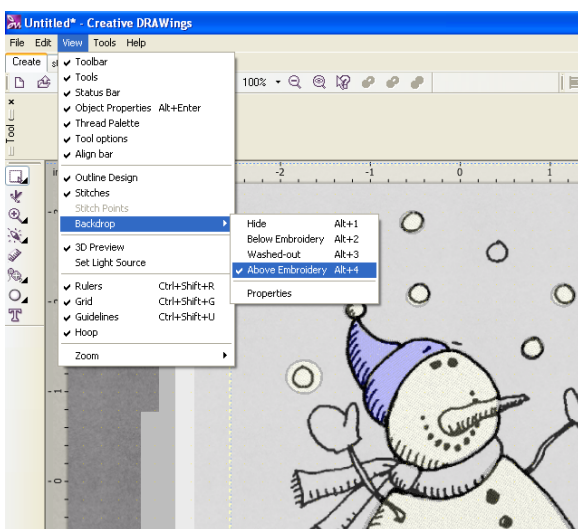 Untitled* - Creative DRAWings
File Edit View Tools Help
Create
Toolbar
100%
Tools
Status Bar
Object Properties Alt+Enter
Thread Palette
Tool
Tool options
Align bar
-2 -1 0 1
Outline Design
Stitches
Stitch Points
Backdrop
Hide Alt+1
Below Embroidery Alt+2
3D Preview
Washed-out Alt+3
Set Light Source
Above Embroidery Alt+4
Rulers Ctrl+Shift+R
Properties
Grid Ctrl+Shift+G
Guidelines Ctrl+Shift+U
Hoop
Zoom